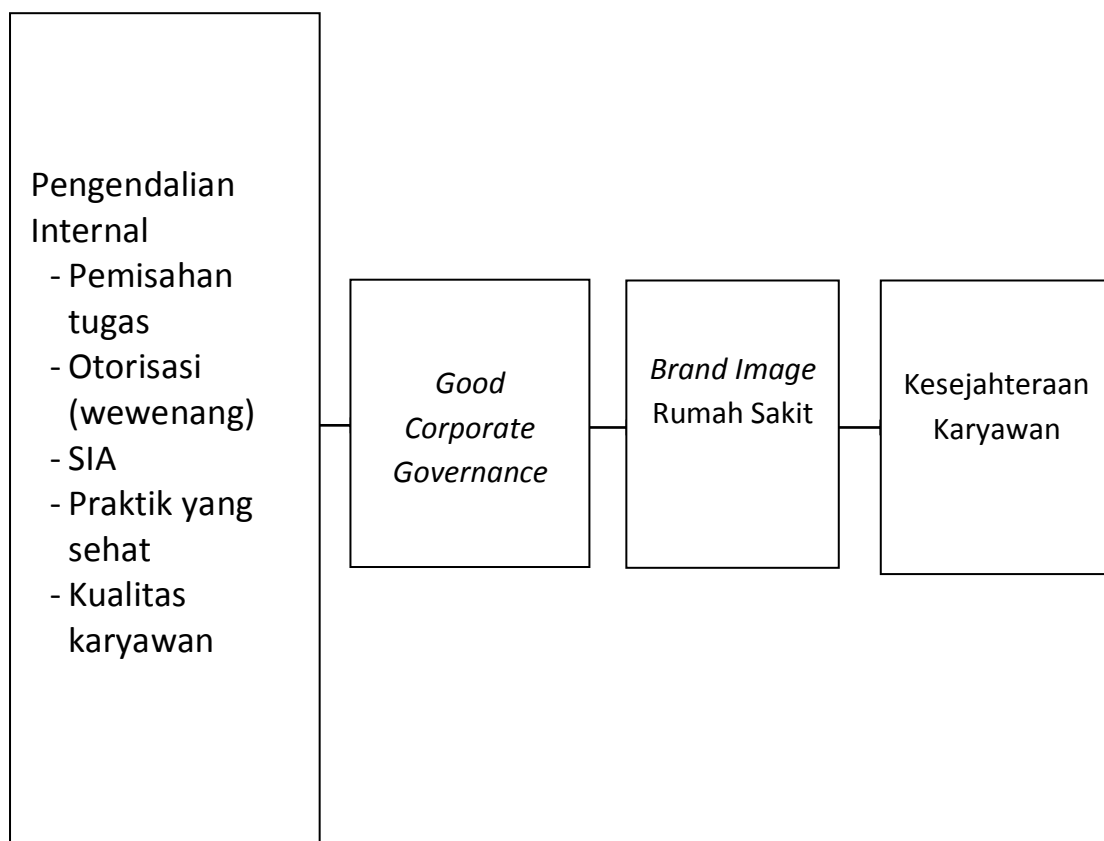 Pengendalian
Internal
- Pemisahan
tugas
- Otorisasi
(wewenang)
- SIA
- Praktik yang
sehat
- Kualitas
karyawan
Good
Corporate
Governance
Brand Image
Rumah Sakit
Kesejahteraan
Karyawan